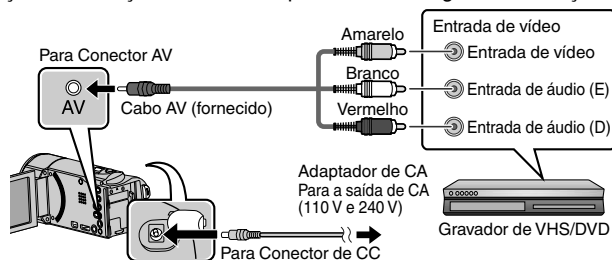 Para Conector AV
AV
Cabo AV (fornecido)
Amarelo
Branco
Vermelho
Entrada de vídeo
Entrada de vídeo
Entrada de áudio (E)
Entrada de áudio (D)
Adaptador de CA
Para a saída de CA
(110 V e 240 V)
Gravador de VHS/DVD
Para Conector de CC